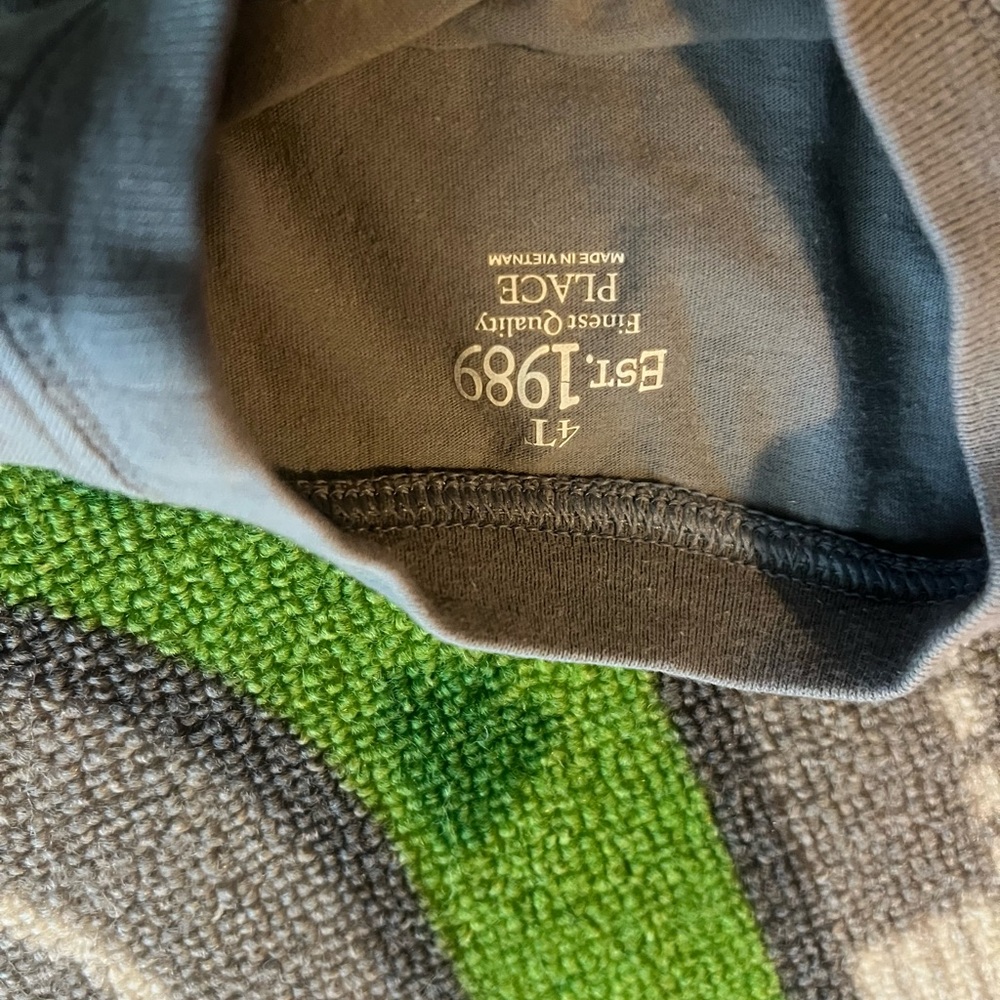 4T
EST. 1989
Finest Quality
PLACE
MADE IN VIETNAM